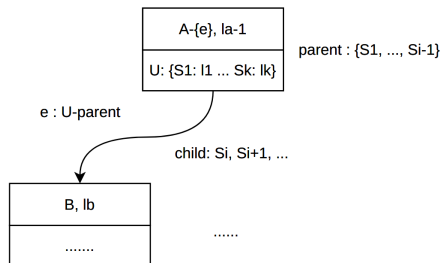 A-{e}, la-1
parent : {S1, ..., Si-1}
U: {S1: l1 ... Sk: lk}
e : U-parent
child: Si, Si+1, ...
B, lb
.......
......